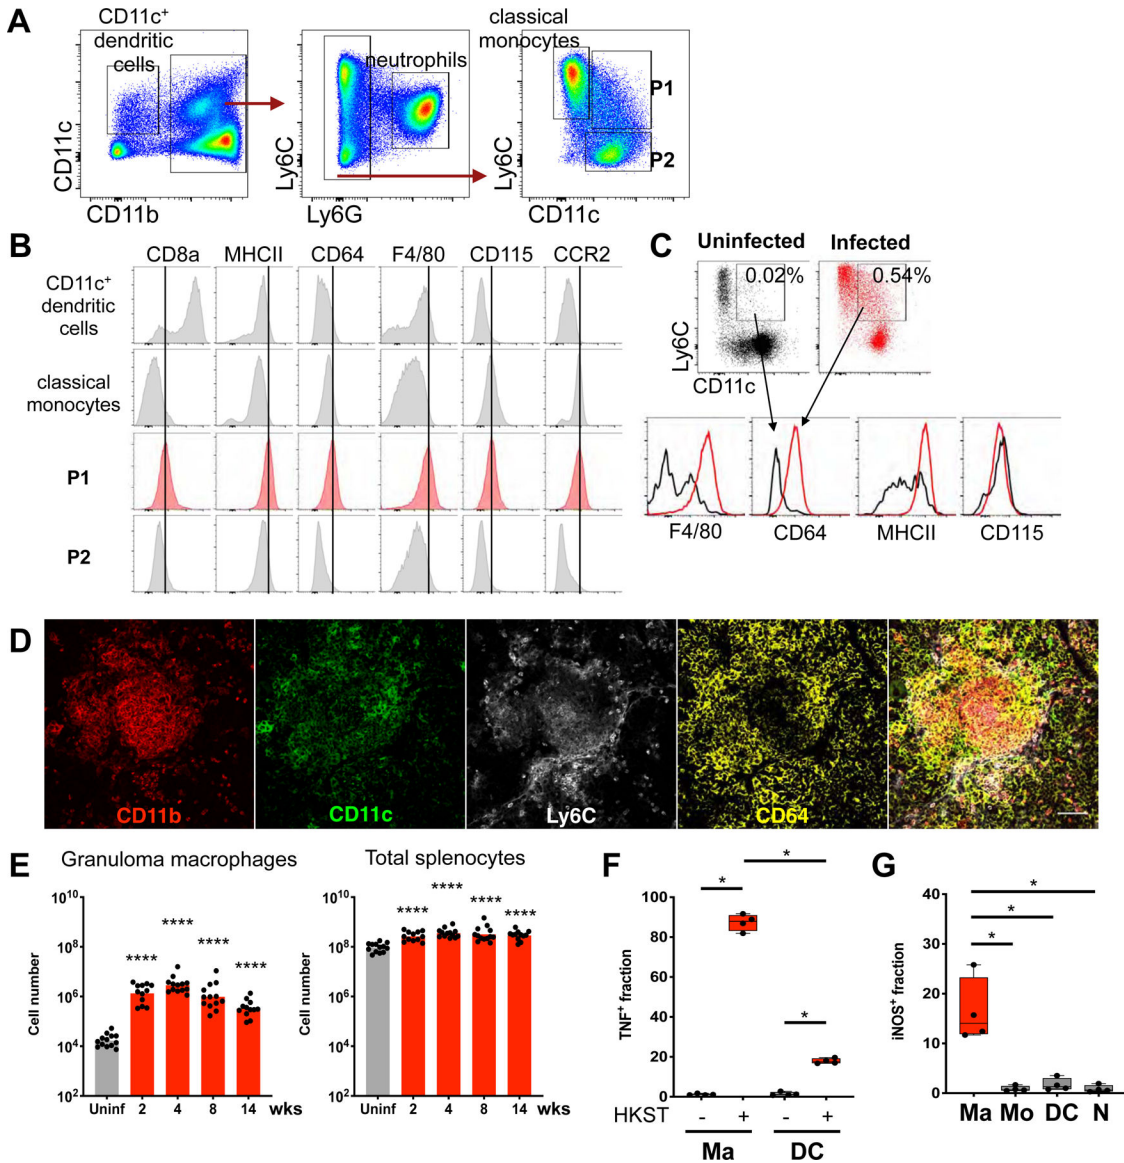 A
CD11c+
dendritic
cells
CD11c
CD11b
neutrophils
Ly6C
Ly6G
classical
monocytes
P1
P2
Ly6C
CD11c
B
CD8a MHCII CD64 F4/80 CD115 CCR2
CD11c+
dendritic
cells
classical
monocytes
P1
P2
C
Uninfected Infected
0.02% 0.54%
Ly6C
CD11c
F4/80 CD64 MHCII CD115
D
CD11b CD11c Ly6C CD64
E
Granuloma macrophages
Cell number
10^10
10^8
10^6
10^4
10^2
**** **** **** ****
Uninf 2 4 8 14 wks
Total splenocytes
Cell number
10^10
10^8
10^6
10^4
10^2
**** **** **** ****
Uninf 2 4 8 14 wks
F
TNF+ fraction
100
80
60
40
20
0
* * *
HKST - + - +
Ma DC
G
iNOS+ fraction
40
30
20
10
0
* * *
Ma Mo DC N